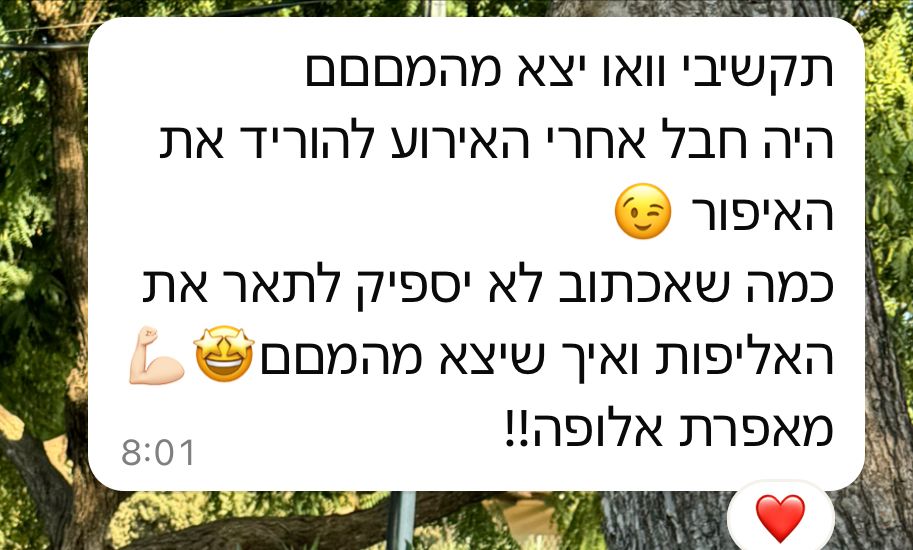 תקשיבי וואו יצא מהמםםם
היה חבל אחרי האירוע להוריד את
האיפור 😉
כמה שאכתוב לא יספיק לתאר את
האליפות ואיך שיצא מהמםם🤩💪🏻
מאפרת אלופה!!
8:01